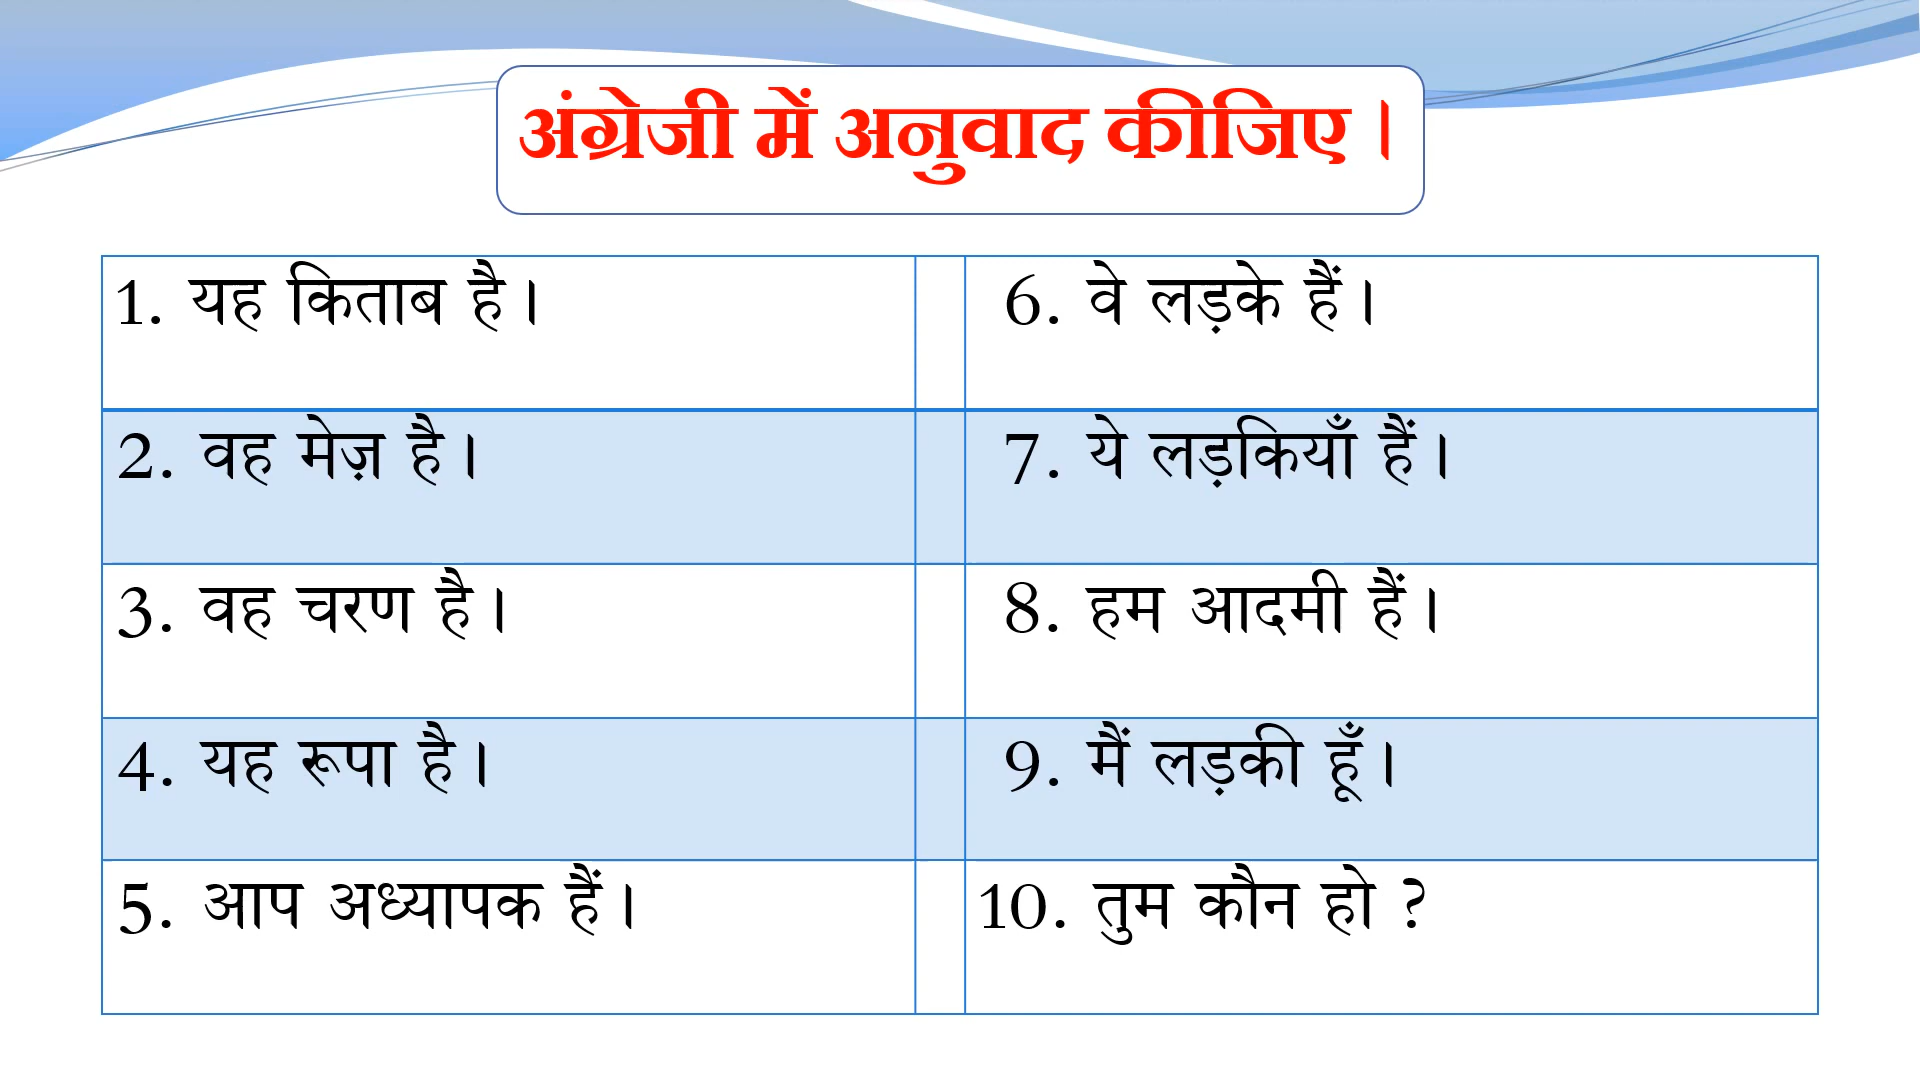 अंग्रेजी में अनुवाद कीजिए ।
1. यह किताब है ।
6. वे लड़के हैं ।
2. वह मेज़ है ।
7. ये लड़कियाँ हैं ।
3. वह चरण है ।
8. हम आदमी हैं ।
4. यह रूपा है ।
9. मैं लड़की हूँ ।
5. आप अध्यापक हैं ।
10. तुम कौन हो ?